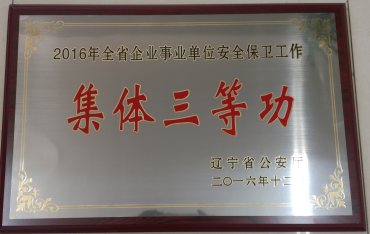 2016年全省企业事业单位安全保卫工作
集体三等功
辽宁省公安厅
二〇一六年十二